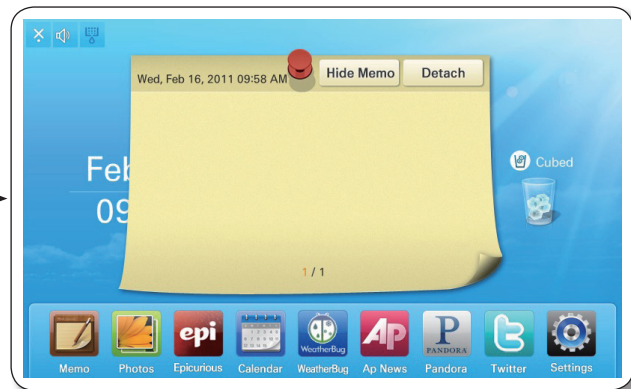 Wed, Feb 16, 2011 09:58 AM
Hide Memo
Detach
Feb
09
Cubed
1 / 1
epi
WeatherBug
AP
P
PANDORA
Memo
Photos
Epicurious
Calendar
WeatherBug
Ap News
Pandora
Twitter
Settings